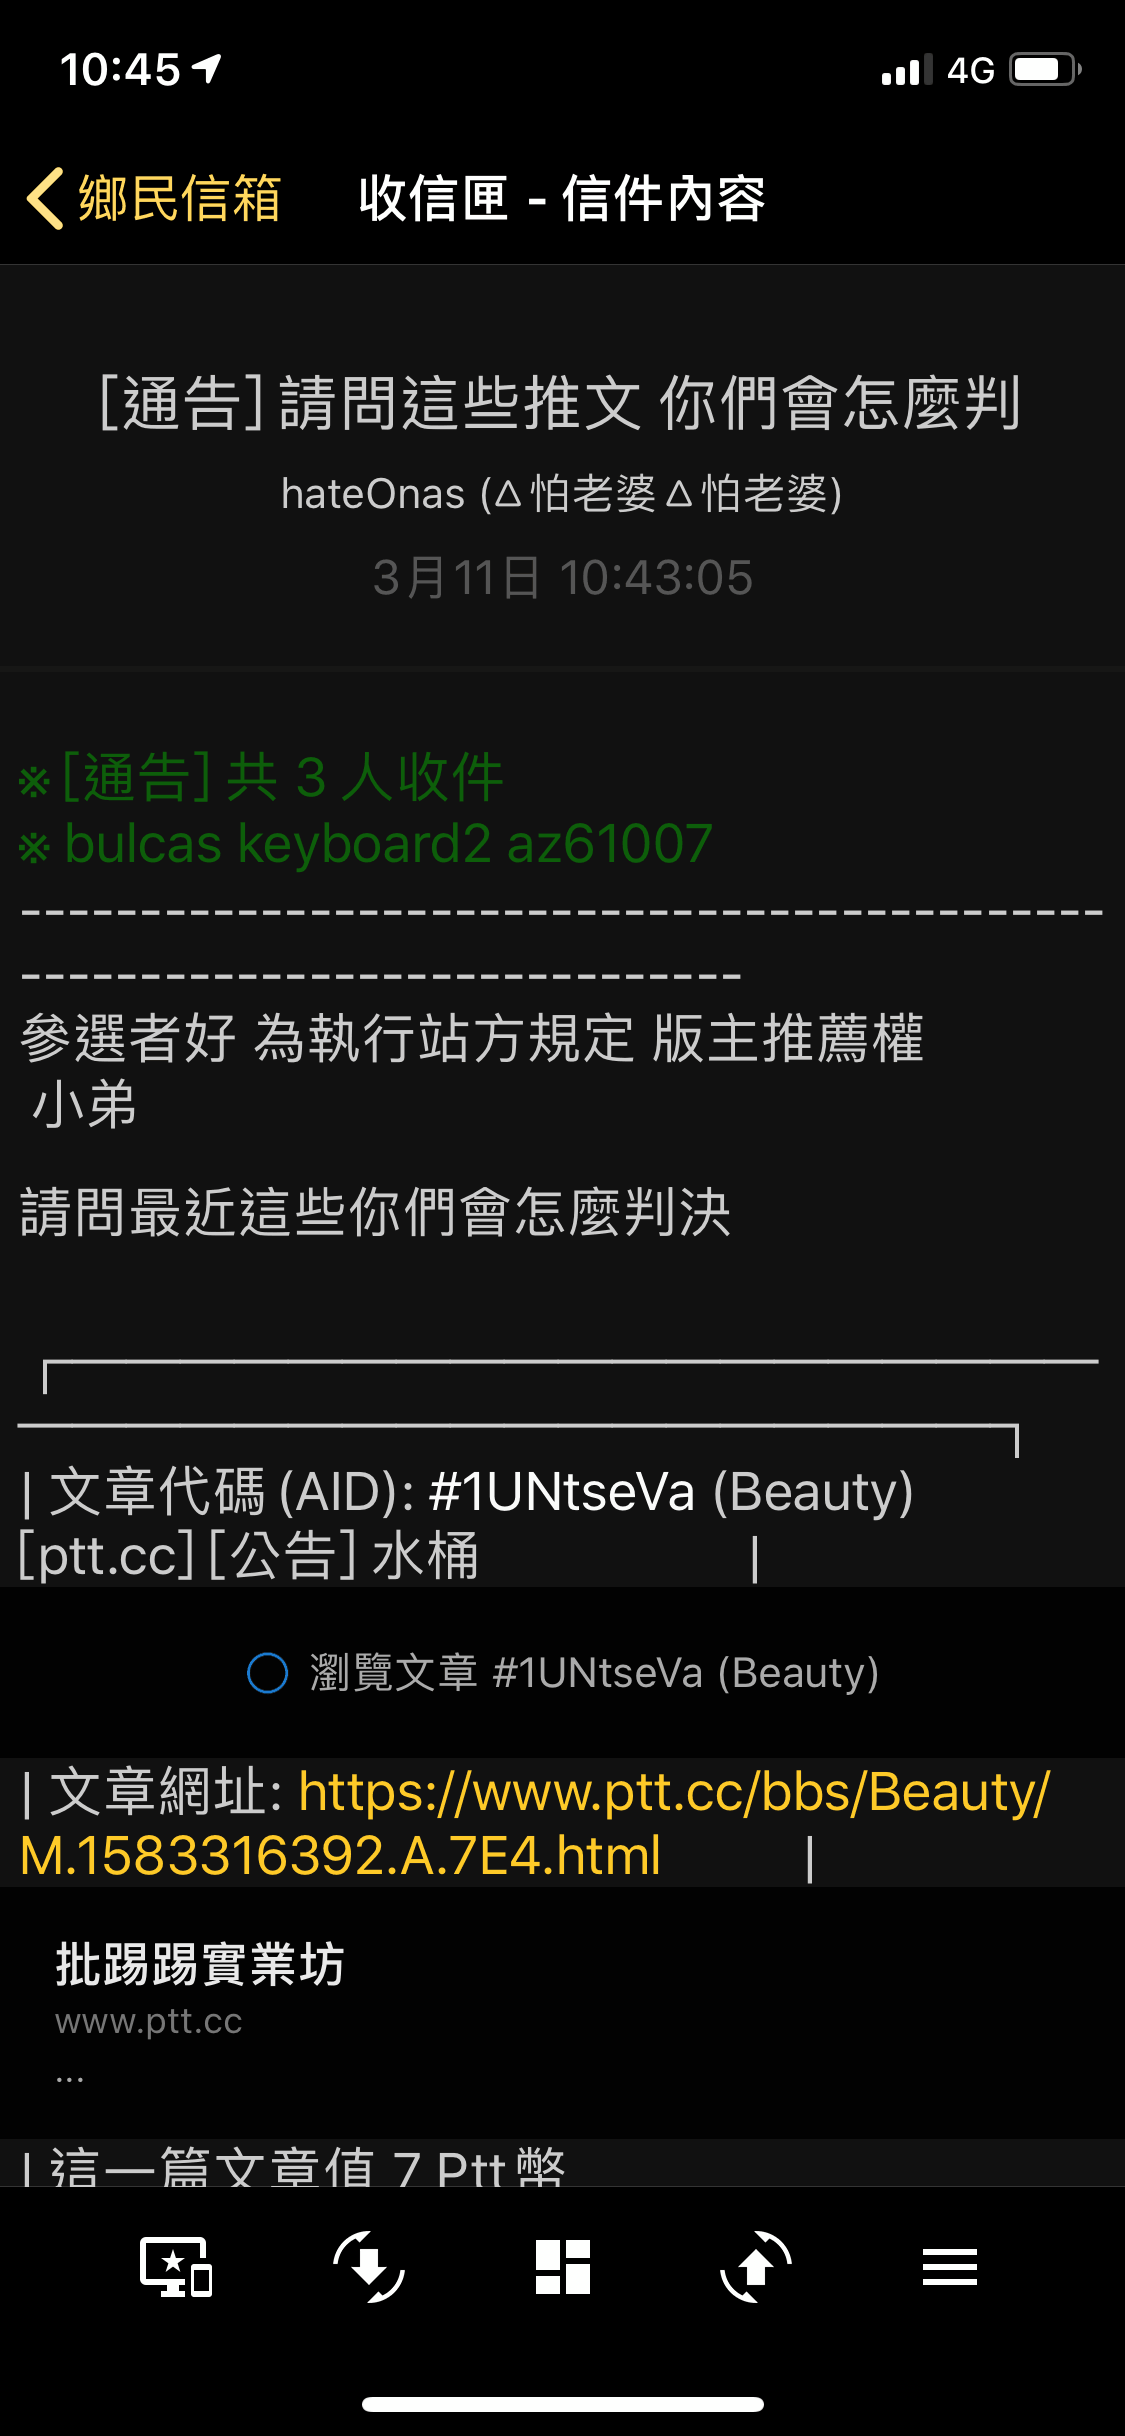 10:45
4G
鄉民信箱
收信匣 - 信件內容
[通告] 請問這些推文 你們會怎麼判
hateOnas (△怕老婆△怕老婆)
3月11日 10:43:05
※ [通告] 共 3 人收件
※ bulcas keyboard2 az61007
---------------------------------------------
------------------------------
參選者好 為執行站方規定 版主推薦權
小弟
請問最近這些你們會怎麼判決
┌───────────────────
──────────────────┐
| 文章代碼(AID): #1UNtseVa (Beauty)
[ptt.cc] [公告] 水桶 |
瀏覽文章 #1UNtseVa (Beauty)
| 文章網址: https://www.ptt.cc/bbs/Beauty/
M.1583316392.A.7E4.html |
批踢踢實業坊
www.ptt.cc
...
| 這一篇文章值 7 Ptt幣